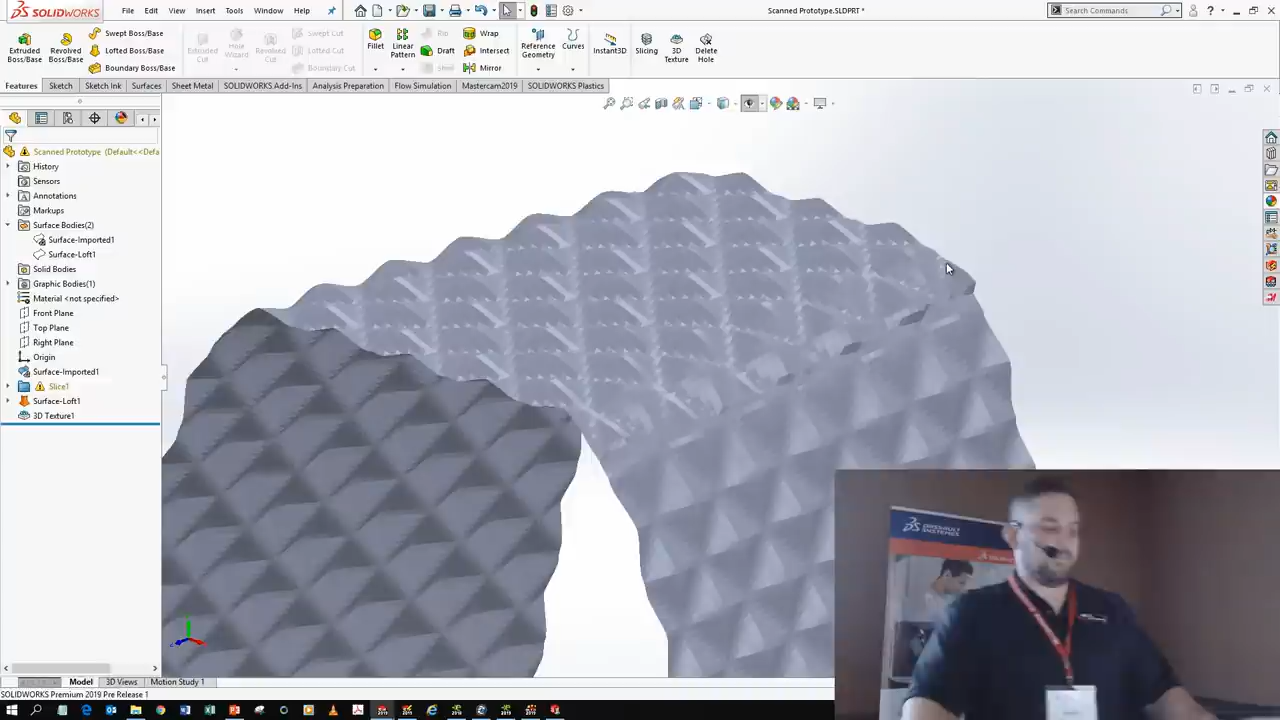 SOLIDWORKS
File Edit View Insert Tools Window Help
Scanned Prototype.SLDPRT *
Search Commands
Extruded Boss/Base
Revolved Boss/Base
Swept Boss/Base
Lofted Boss/Base
Boundary Boss/Base
Extruded Cut
Hole Wizard
Revolved Cut
Swept Cut
Lofted Cut
Boundary Cut
Fillet
Linear Pattern
Rib
Draft
Shell
Wrap
Intersect
Mirror
Reference Geometry
Curves
Instant3D
Slicing
3D Texture
Delete Hole
Features Sketch Sketch Ink Surfaces Sheet Metal SOLIDWORKS Add-Ins Analysis Preparation Flow Simulation Mastercam2019 SOLIDWORKS Plastics
Scanned Prototype (Default<<Defa
History
Sensors
Annotations
Markups
Surface Bodies(2)
Surface-Imported1
Surface-Loft1
Solid Bodies
Graphic Bodies(1)
Material <not specified>
Front Plane
Top Plane
Right Plane
Origin
Surface-Imported1
Slice1
Surface-Loft1
3D Texture1
DASSAULT SYSTEMES
Model 3D Views Motion Study 1
SOLIDWORKS Premium 2019 Pre Release 1